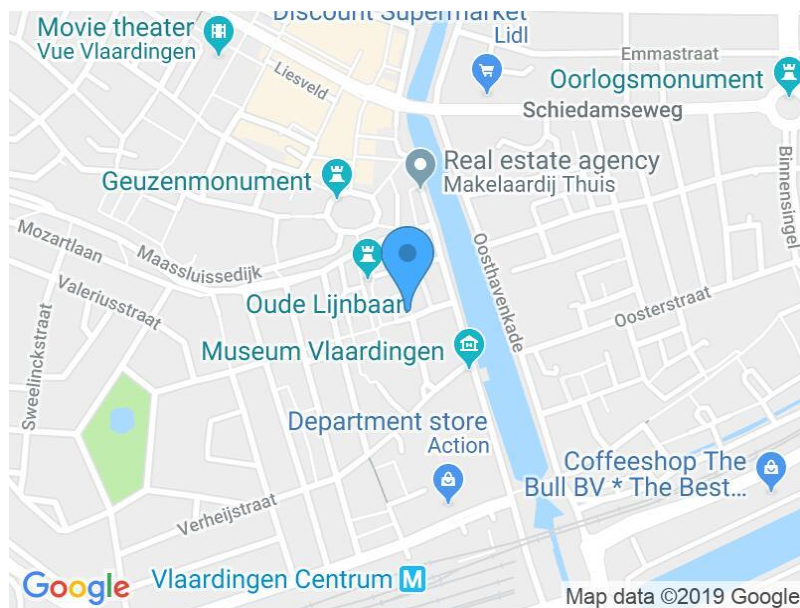 Discount Supermarket
Lidl
Movie theater
Vue Vlaardingen
Liesveld
Emmastraat
Oorlogsmonument
Schiedamseweg
Real estate agency
Makelaardij Thuis
Geuzenmonument
Binnensingel
Mozartlaan
Maassluissedijk
Valeriusstraat
Oosthavenkade
Oude Lijnbaan
Oosterstraat
Sweelinckstraat
Museum Vlaardingen
Department store
Action
Coffeeshop The
Bull BV * The Best...
Verheijstraat
Vlaardingen Centrum M
Google
Map data ©2019 Google